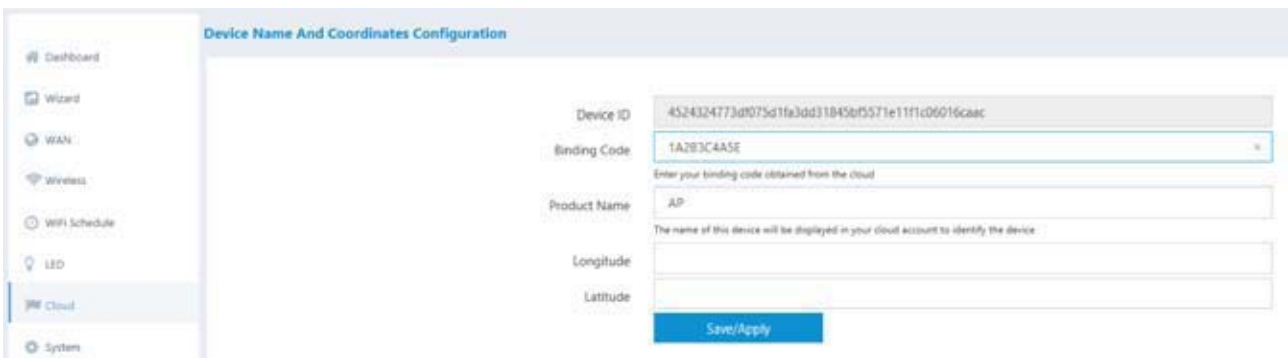 Device Name And Coordinates Configuration
Dashboard
Wizard
WAN
Wireless
WiFi Schedule
LED
Cloud
System
Device ID
4524324773df075d1fa3dd31845bf5571e11f1c06016caac
Binding Code
1A2B3C4A5E
Enter your binding code obtained from the cloud
Product Name
AP
The name of this device will be displayed in your cloud account to identify the device
Longitude
Latitude
Save/Apply